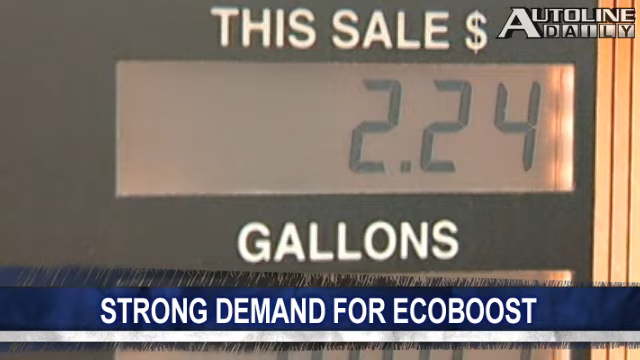 AUTOLINE
DAILY
THIS SALE $
2.24
GALLONS
STRONG DEMAND FOR ECOBOOST